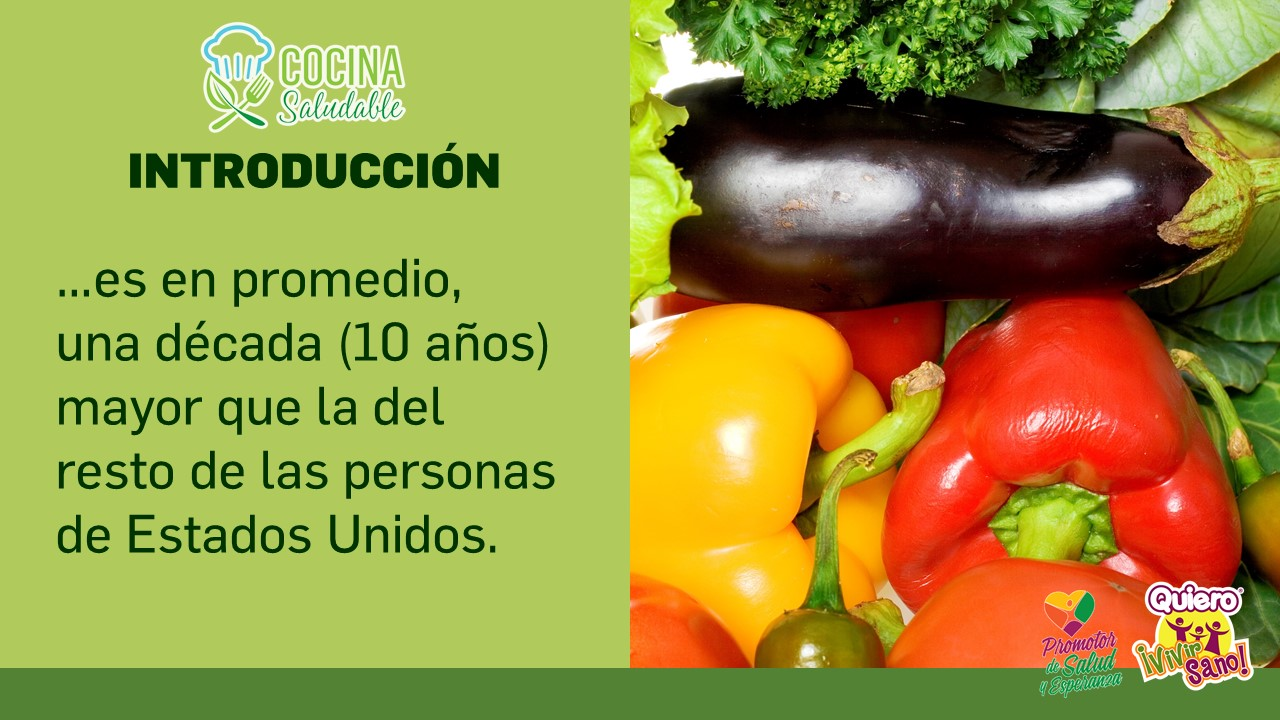 COCINA
Saludable
INTRODUCCIÓN
...es en promedio,
una década (10 años)
mayor que la del
resto de las personas
de Estados Unidos.
Promotor
de Salud
y Esperanza
Quiero
¡Vivir
Sano!